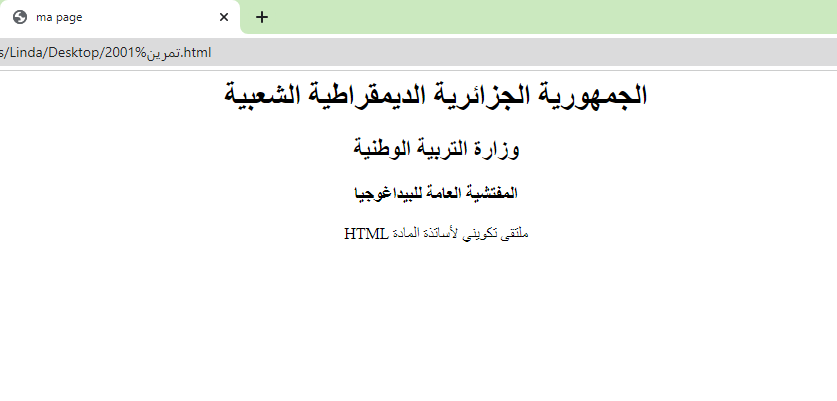 ma page
s/Linda/Desktop/2001%تمرين.html
الجمهورية الجزائرية الديمقراطية الشعبية
وزارة التربية الوطنية
المفتشية العامة للبيداغوجيا
ملتقى تكويني لأساتذة المادة HTML